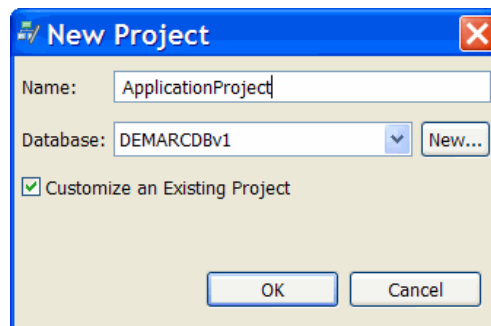 New Project
Name: ApplicationProject
Database: DEMARCDBv1 New...
Customize an Existing Project
OK Cancel